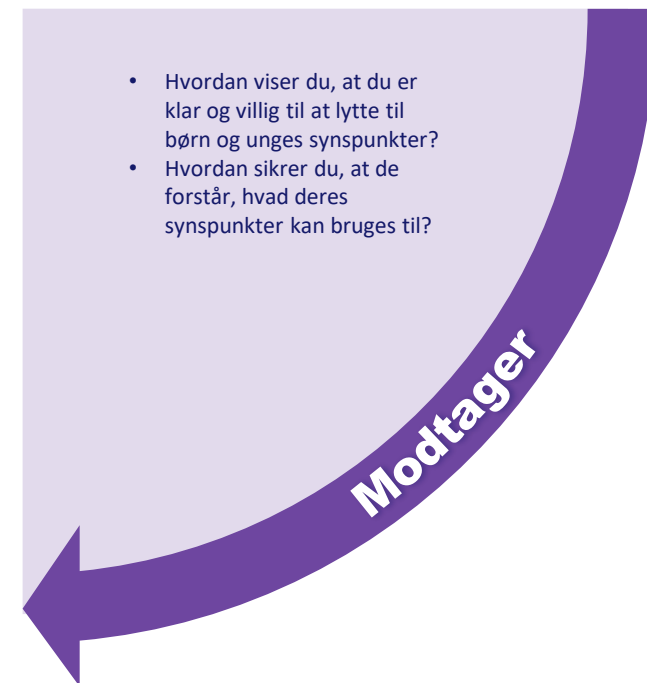 • Hvordan viser du, at du er
klar og villig til at lytte til
børn og unges synspunkter?
• Hvordan sikrer du, at de
forstår, hvad deres
synspunkter kan bruges til?
Modtager